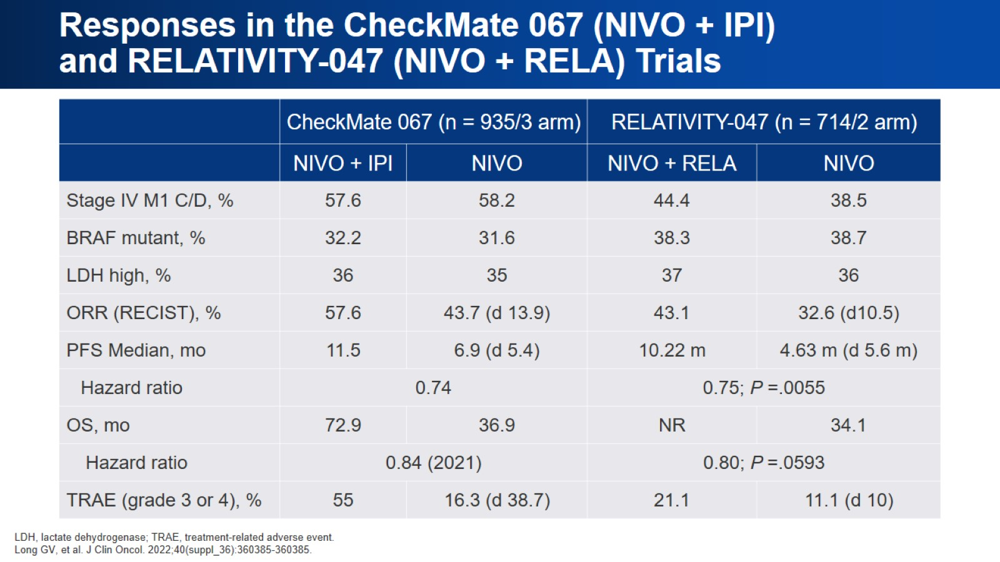 Responses in the CheckMate 067 (NIVO + IPI)
and RELATIVITY-047 (NIVO + RELA) Trials
CheckMate 067 (n = 935/3 arm) RELATIVITY-047 (n = 714/2 arm)
NIVO + IPI NIVO NIVO + RELA NIVO
Stage IV M1 C/D, % 57.6 58.2 44.4 38.5
BRAF mutant, % 32.2 31.6 38.3 38.7
LDH high, % 36 35 37 36
ORR (RECIST), % 57.6 43.7 (d 13.9) 43.1 32.6 (d10.5)
PFS Median, mo 11.5 6.9 (d 5.4) 10.22 m 4.63 m (d 5.6 m)
Hazard ratio 0.74 0.75; P =.0055
OS, mo 72.9 36.9 NR 34.1
Hazard ratio 0.84 (2021) 0.80; P =.0593
TRAE (grade 3 or 4), % 55 16.3 (d 38.7) 21.1 11.1 (d 10)
LDH, lactate dehydrogenase; TRAE, treatment-related adverse event.
Long GV, et al. J Clin Oncol. 2022;40(suppl_36):360385-360385.